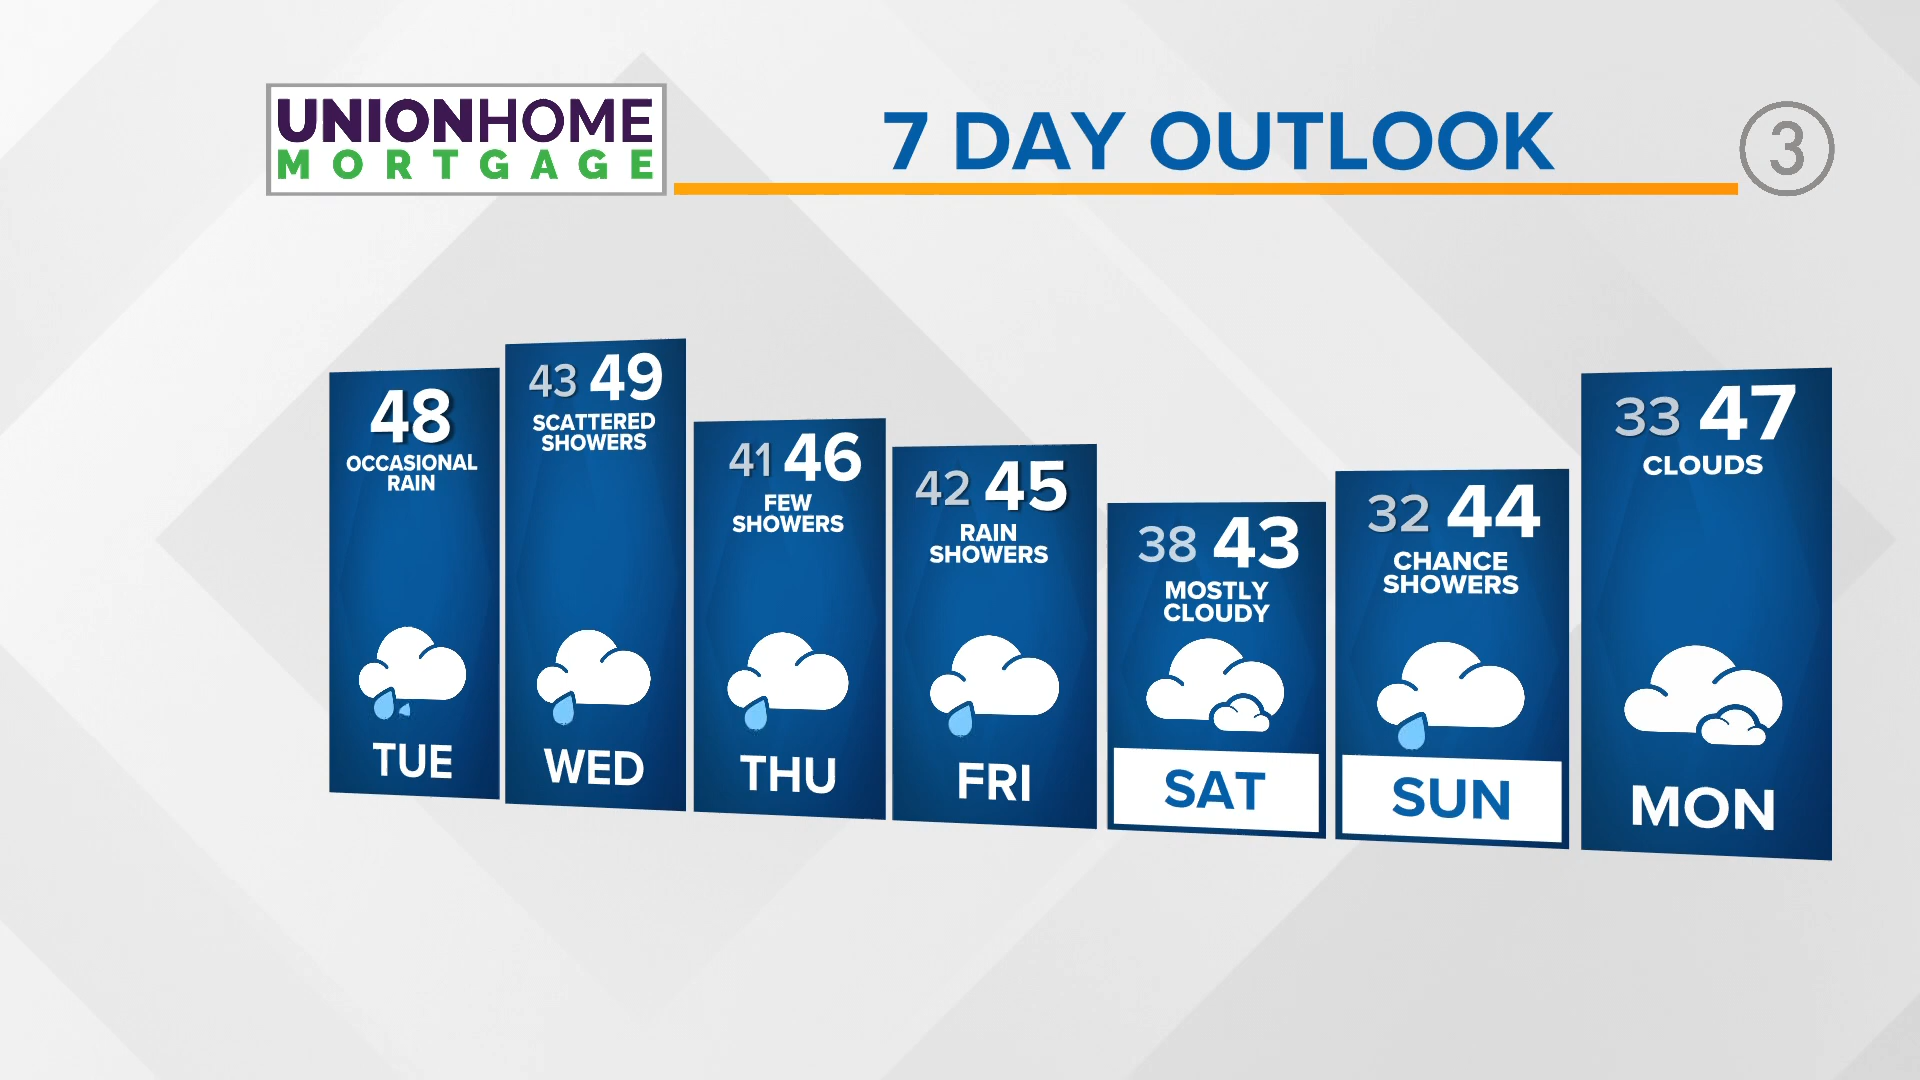 UNIONHOME
MORTGAGE
7 DAY OUTLOOK
3
48
OCCASIONAL
RAIN
TUE
43 49
SCATTERED
SHOWERS
WED
41 46
FEW
SHOWERS
THU
42 45
RAIN
SHOWERS
FRI
38 43
MOSTLY
CLOUDY
SAT
32 44
CHANCE
SHOWERS
SUN
33 47
CLOUDS
MON